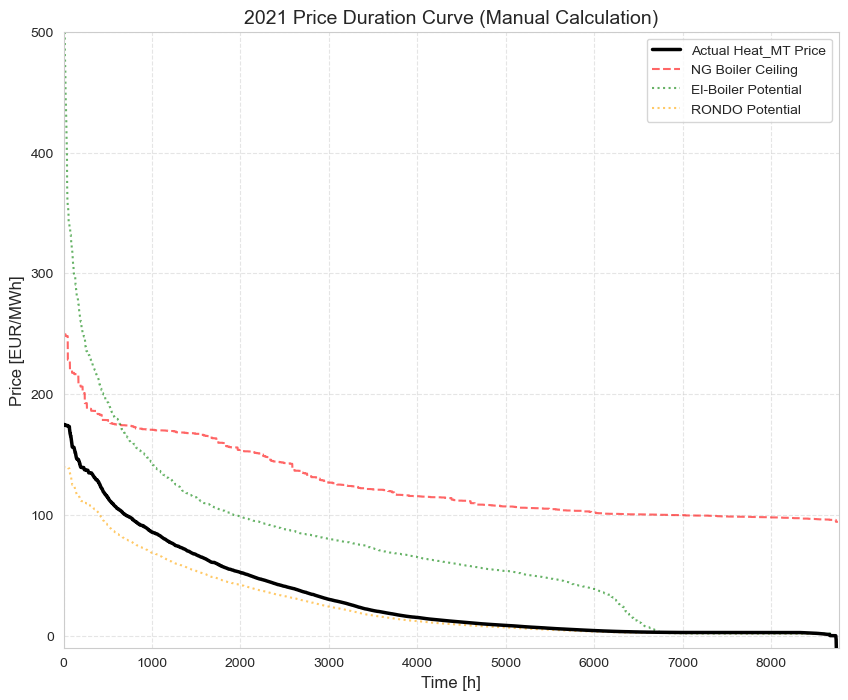 2021 Price Duration Curve (Manual Calculation)
Price [EUR/MWh]
500
400
300
200
100
0
Actual Heat_MT Price
NG Boiler Ceiling
El-Boiler Potential
RONDO Potential
0 1000 2000 3000 4000 5000 6000 7000 8000
Time [h]